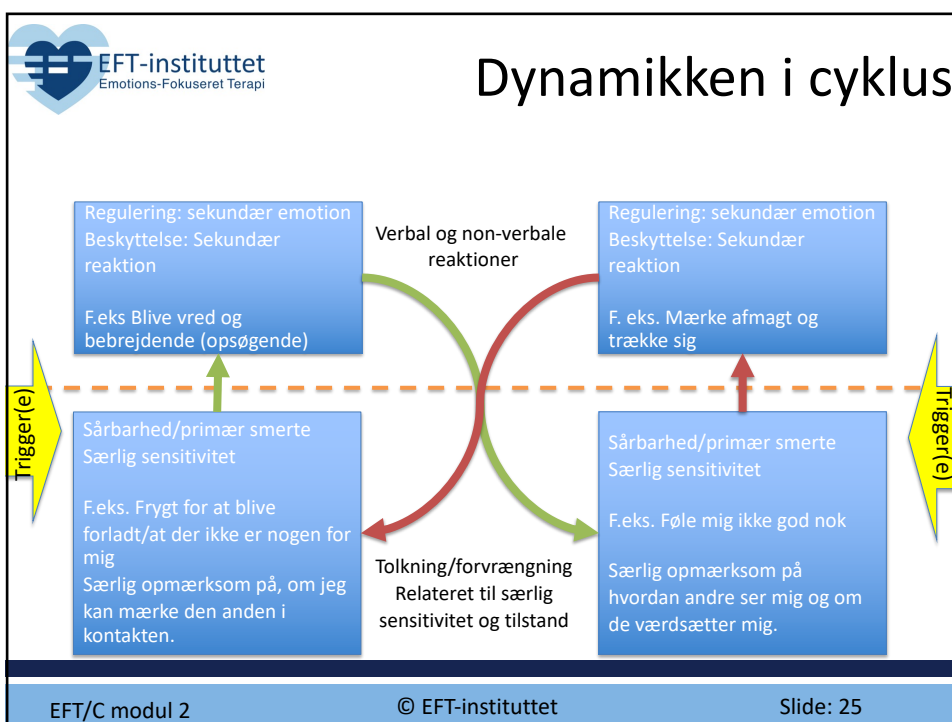 EFT-instituttet
Emotions-Fokuseret Terapi
Dynamikken i cyklus
Regulering: sekundær emotion
Beskyttelse: Sekundær
reaktion
F.eks Blive vred og
bebrejdende (opsøgende)
Verbal og non-verbale
reaktioner
Regulering: sekundær emotion
Beskyttelse: Sekundær
reaktion
F. eks. Mærke afmagt og
trække sig
Trigger(e)
Trigger(e)
Sårbarhed/primær smerte
Særlig sensitivitet
F.eks. Frygt for at blive
forladt/at der ikke er nogen for
mig
Særlig opmærksom på, om jeg
kan mærke den anden i
kontakten.
Tolkning/forvrængning
Relateret til særlig
sensitivitet og tilstand
Sårbarhed/primær smerte
Særlig sensitivitet
F.eks. Føle mig ikke god nok
Særlig opmærksom på
hvordan andre ser mig og om
de værdsætter mig.
EFT/C modul 2
© EFT-instituttet
Slide: 25